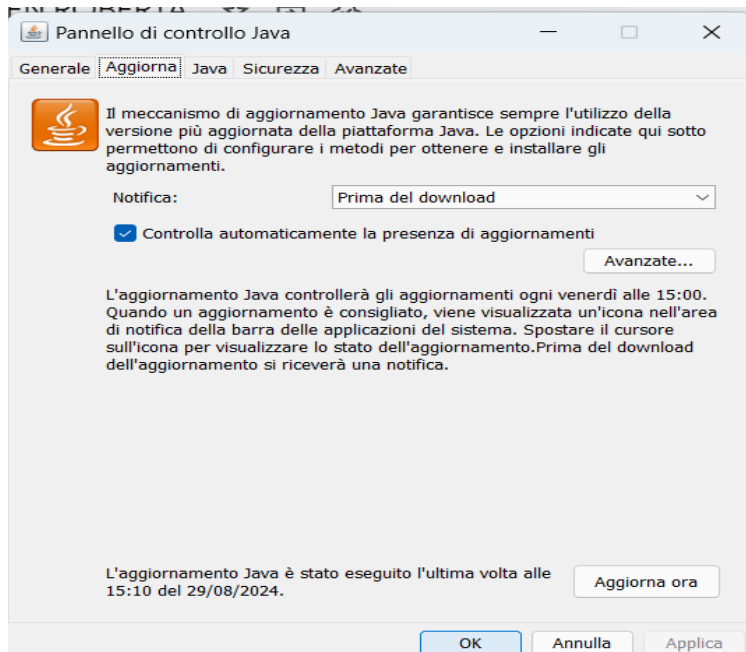 EN ROBERTA
Pannello di controllo Java
Generale Aggiorna Java Sicurezza Avanzate
Il meccanismo di aggiornamento Java garantisce sempre l'utilizzo della
versione più aggiornata della piattaforma Java. Le opzioni indicate qui sotto
permettono di configurare i metodi per ottenere e installare gli
aggiornamenti.
Notifica: Prima del download
Controlla automaticamente la presenza di aggiornamenti
Avanzate...
L'aggiornamento Java controllerà gli aggiornamenti ogni venerdì alle 15:00.
Quando un aggiornamento è consigliato, viene visualizzata un'icona nell'area
di notifica della barra delle applicazioni del sistema. Spostare il cursore
sull'icona per visualizzare lo stato dell'aggiornamento.Prima del download
dell'aggiornamento si riceverà una notifica.
L'aggiornamento Java è stato eseguito l'ultima volta alle
15:10 del 29/08/2024.
Aggiorna ora
OK Annulla Applica